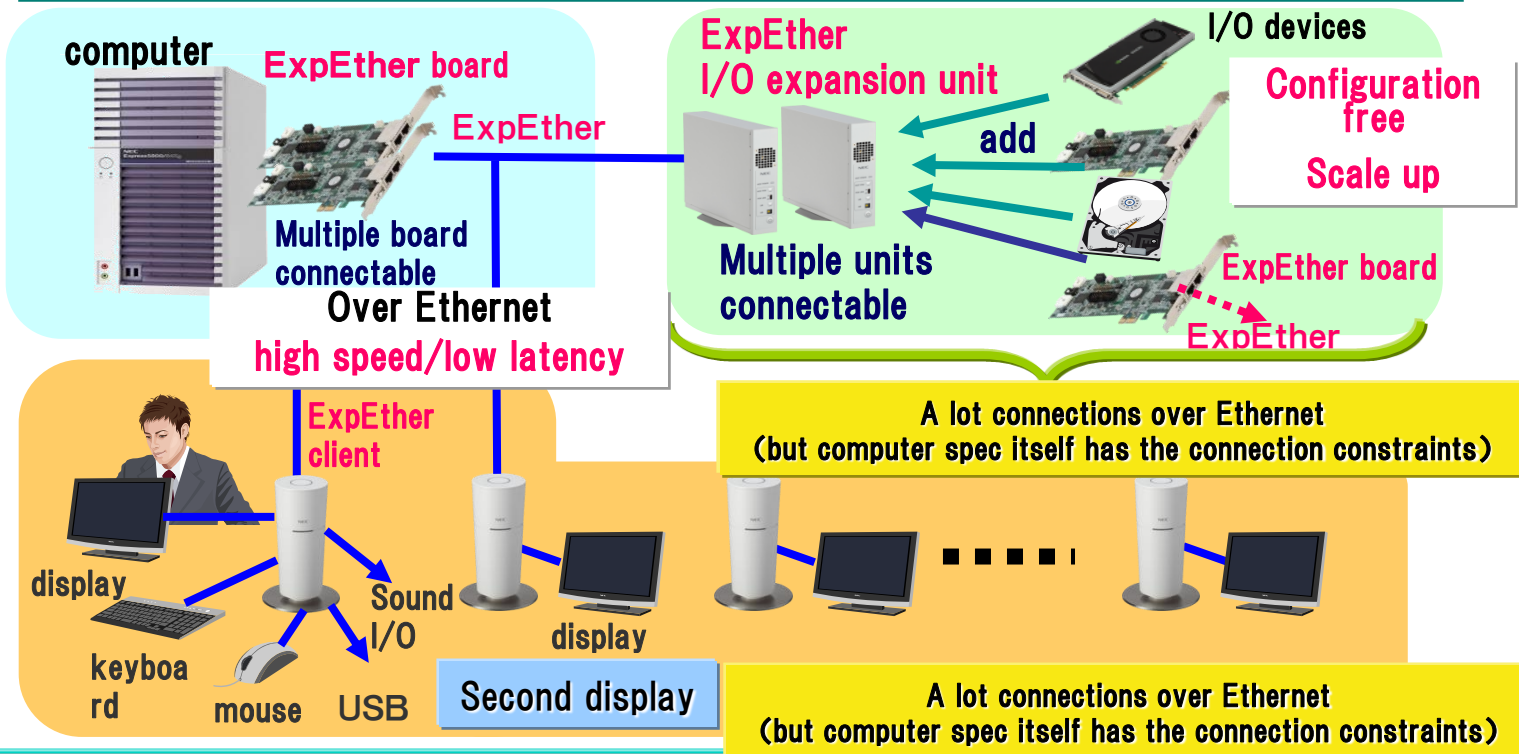 computer
ExpEther board
ExpEther
Multiple board
connectable
ExpEther
I/O expansion unit
I/O devices
add
Configuration
free
Scale up
Multiple units
connectable
ExpEther board
ExpEther
Over Ethernet
high speed/low latency
A lot connections over Ethernet
(but computer spec itself has the connection constraints)
ExpEther
client
display
keyboa
rd
mouse
USB
Sound
I/O
display
Second display
A lot connections over Ethernet
(but computer spec itself has the connection constraints)
NEC